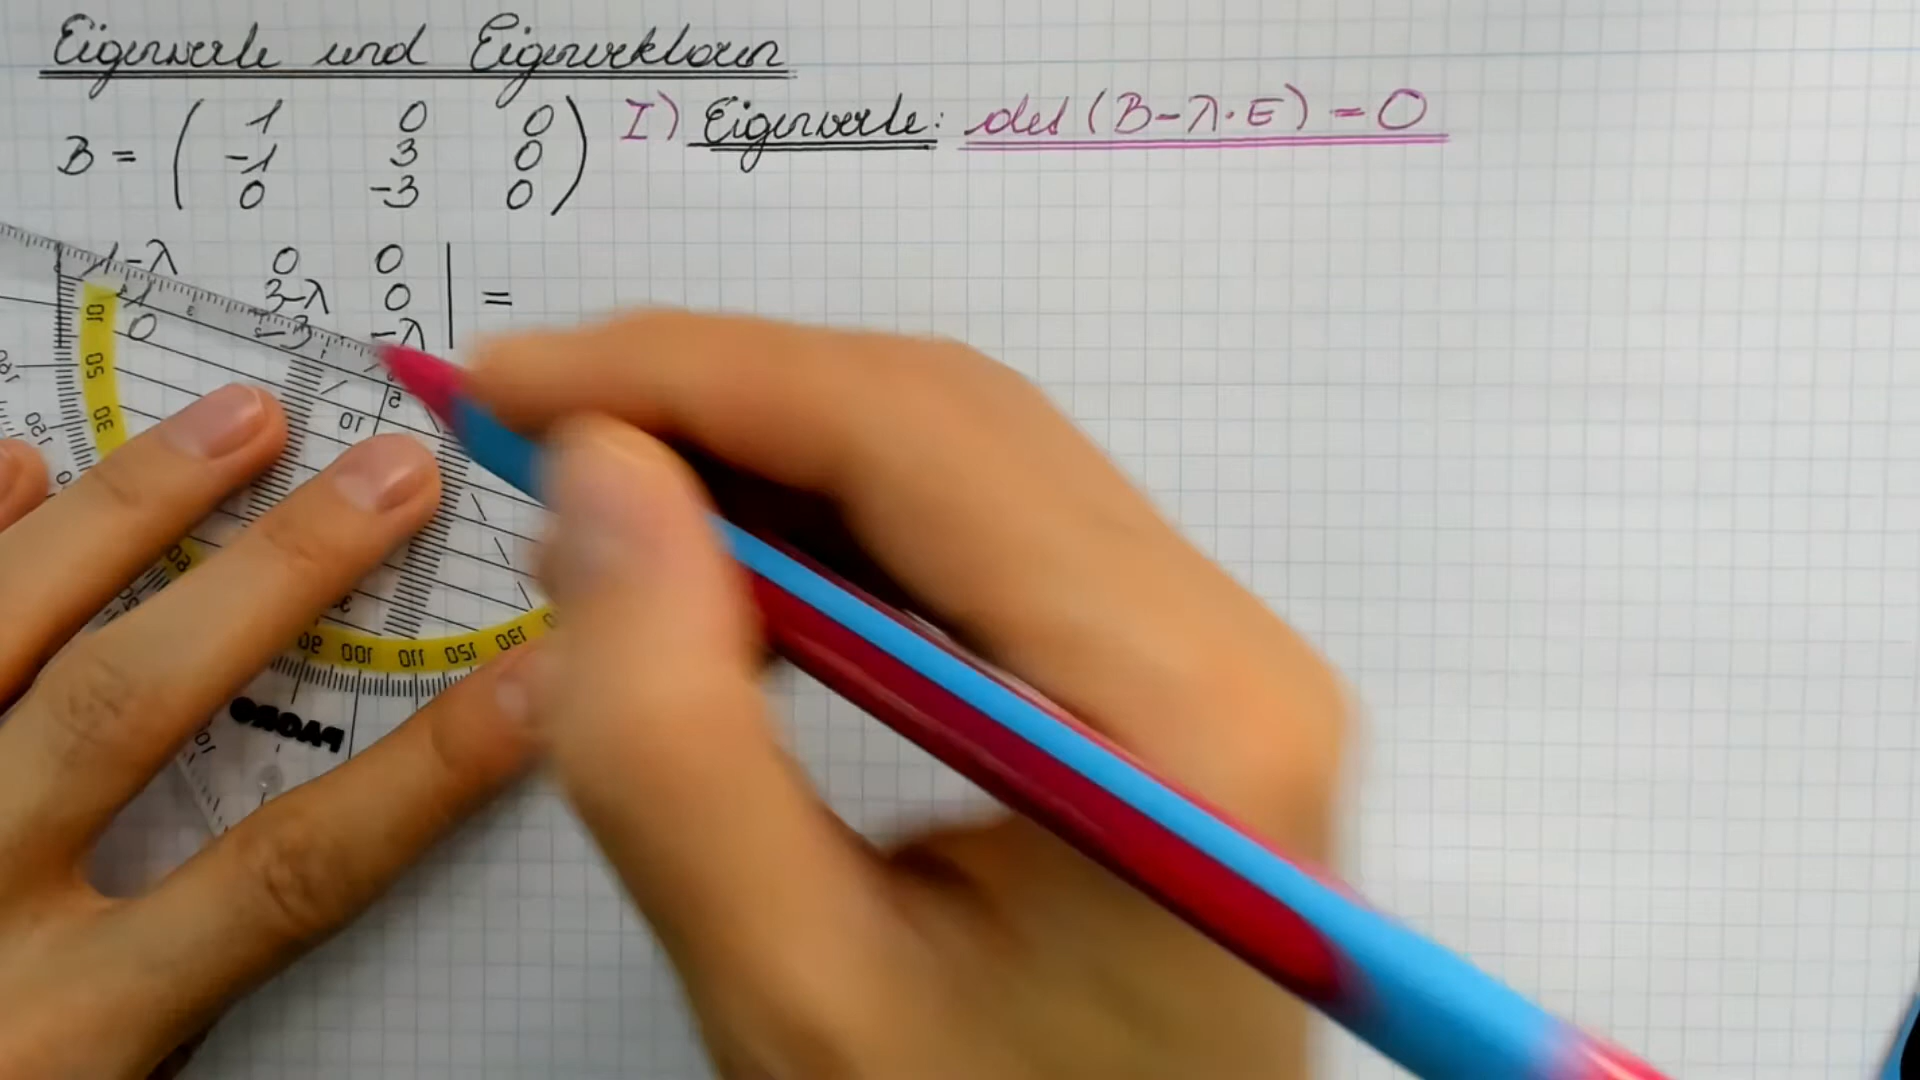 Eigenwerte und Eigenvektoren
B = ( 1 0 0
-1 3 0
0 -3 0 )
I) Eigenwerte: det (B-λ·E) = 0
| 1-λ 0 0 |
-1 3-λ 0 =
0 -3 -λ
PAGRO